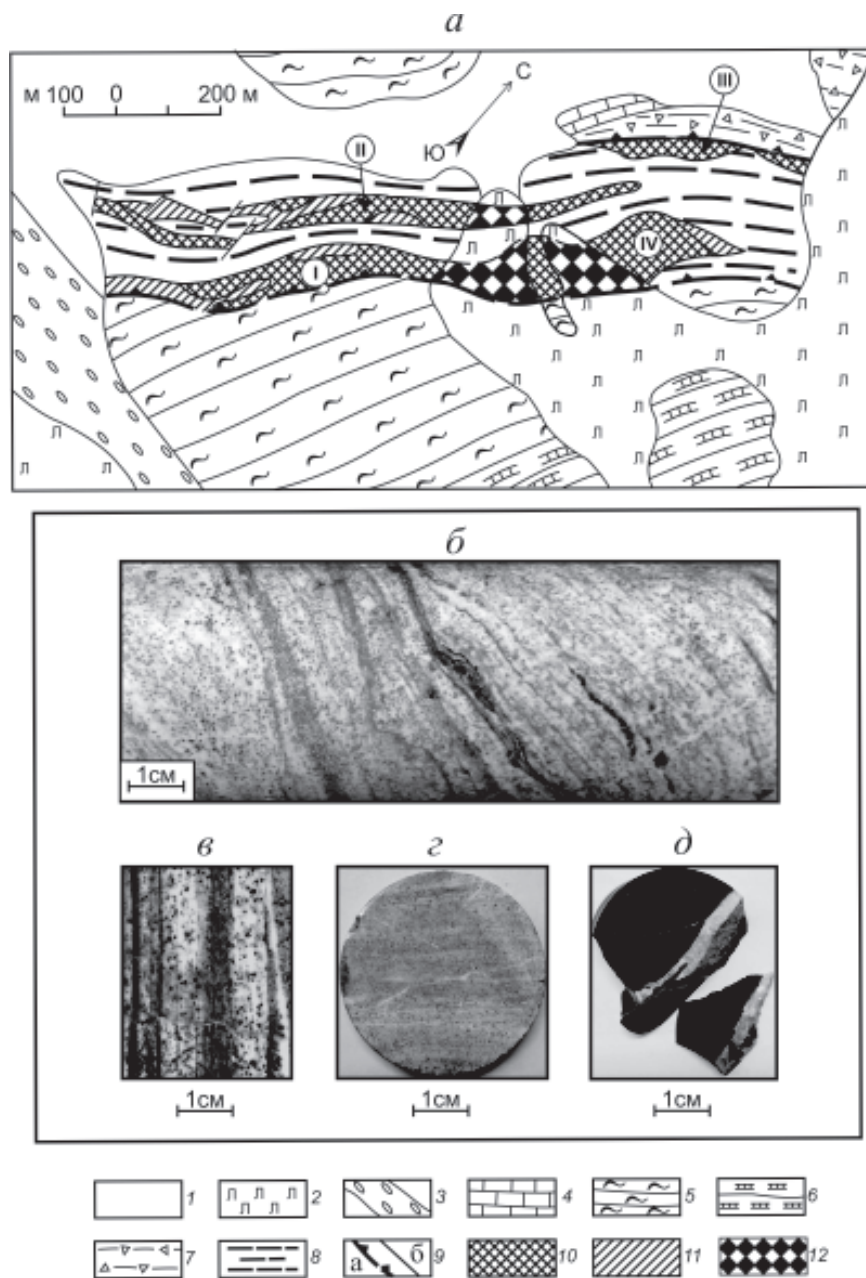 а
м 100 0 200 м
С
Ю
III
II
IV
I
Л Л Л
Л Л
Л Л
Л Л Л
Л Л Л Л Л Л
Л Л
Л Л
Л
Л Л
б
1см
в г д
1см 1см 1см
1 Л Л Л Л Л 2 3 4 5 6
7 8 а б 9 10 11 12